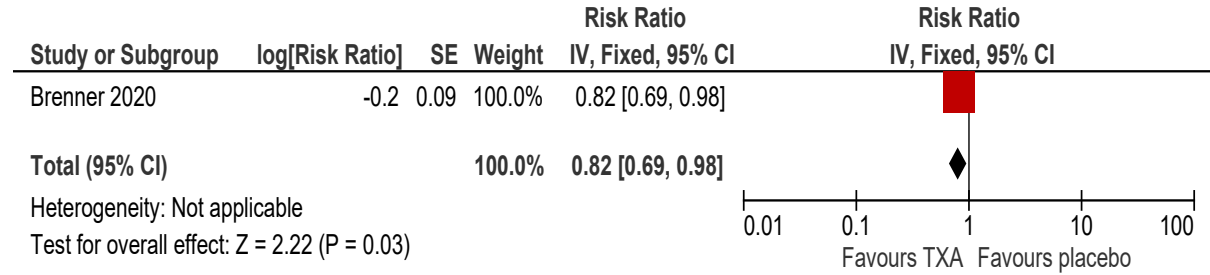 Risk Ratio Risk Ratio
Study or Subgroup log[Risk Ratio] SE Weight IV, Fixed, 95% CI IV, Fixed, 95% CI
Brenner 2020 -0.2 0.09 100.0% 0.82 [0.69, 0.98]
Total (95% CI) 100.0% 0.82 [0.69, 0.98]
Heterogeneity: Not applicable
Test for overall effect: Z = 2.22 (P = 0.03)
0.01 0.1 1 10 100
Favours TXA Favours placebo